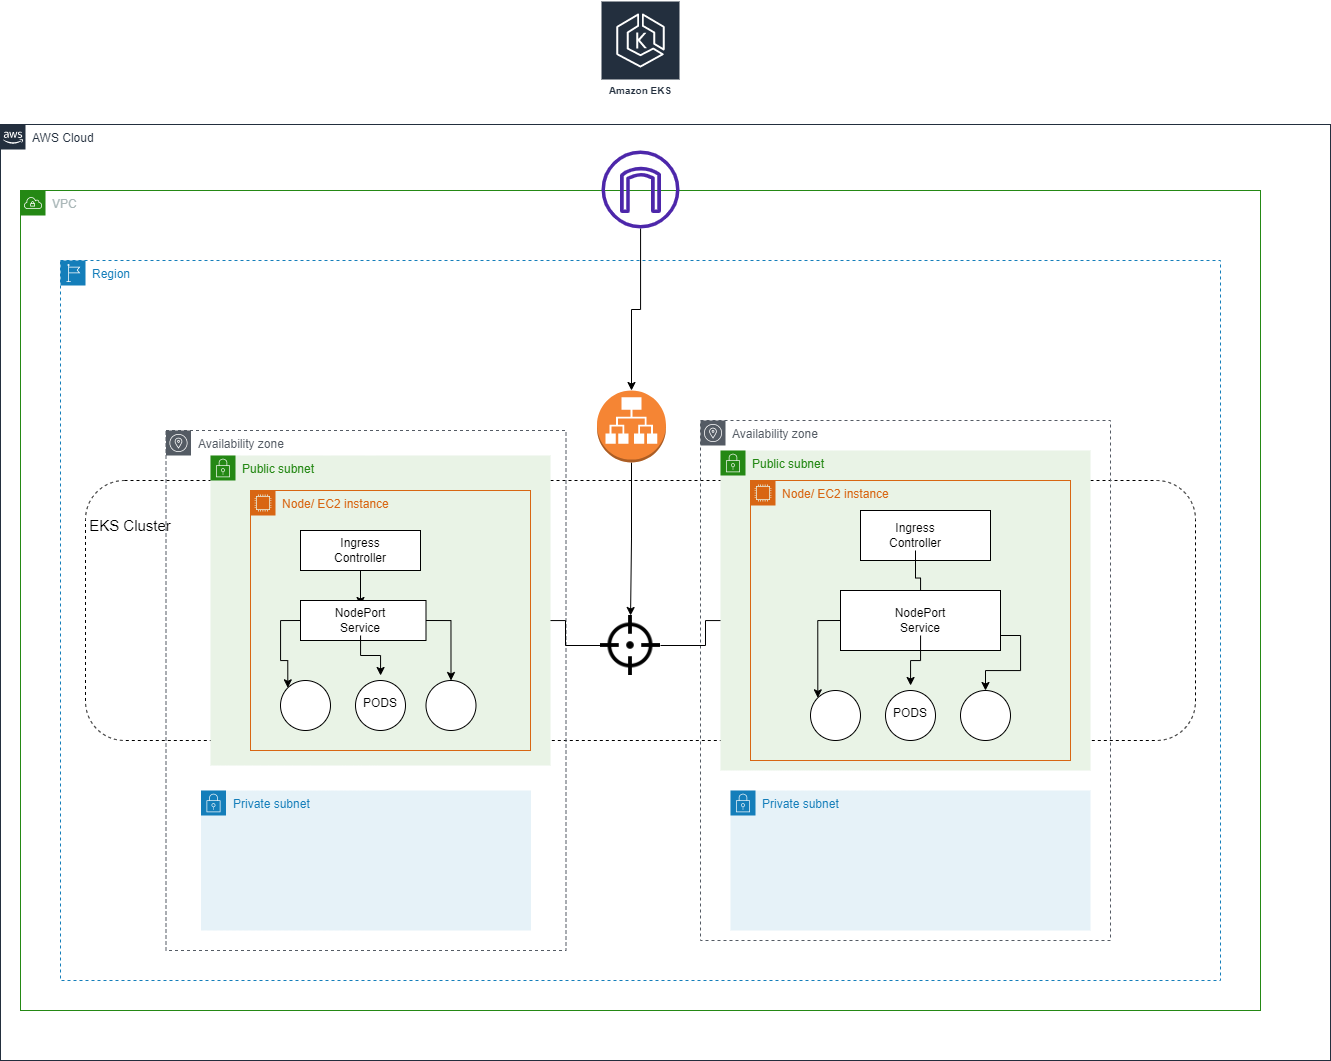 K
Amazon EKS
aws
AWS Cloud
VPC
Region
Availability zone
Availability zone
Public subnet
Public subnet
Node/ EC2 instance
Node/ EC2 instance
EKS Cluster
Ingress
Controller
Ingress
Controller
NodePort
Service
NodePort
Service
PODS
PODS
Private subnet
Private subnet